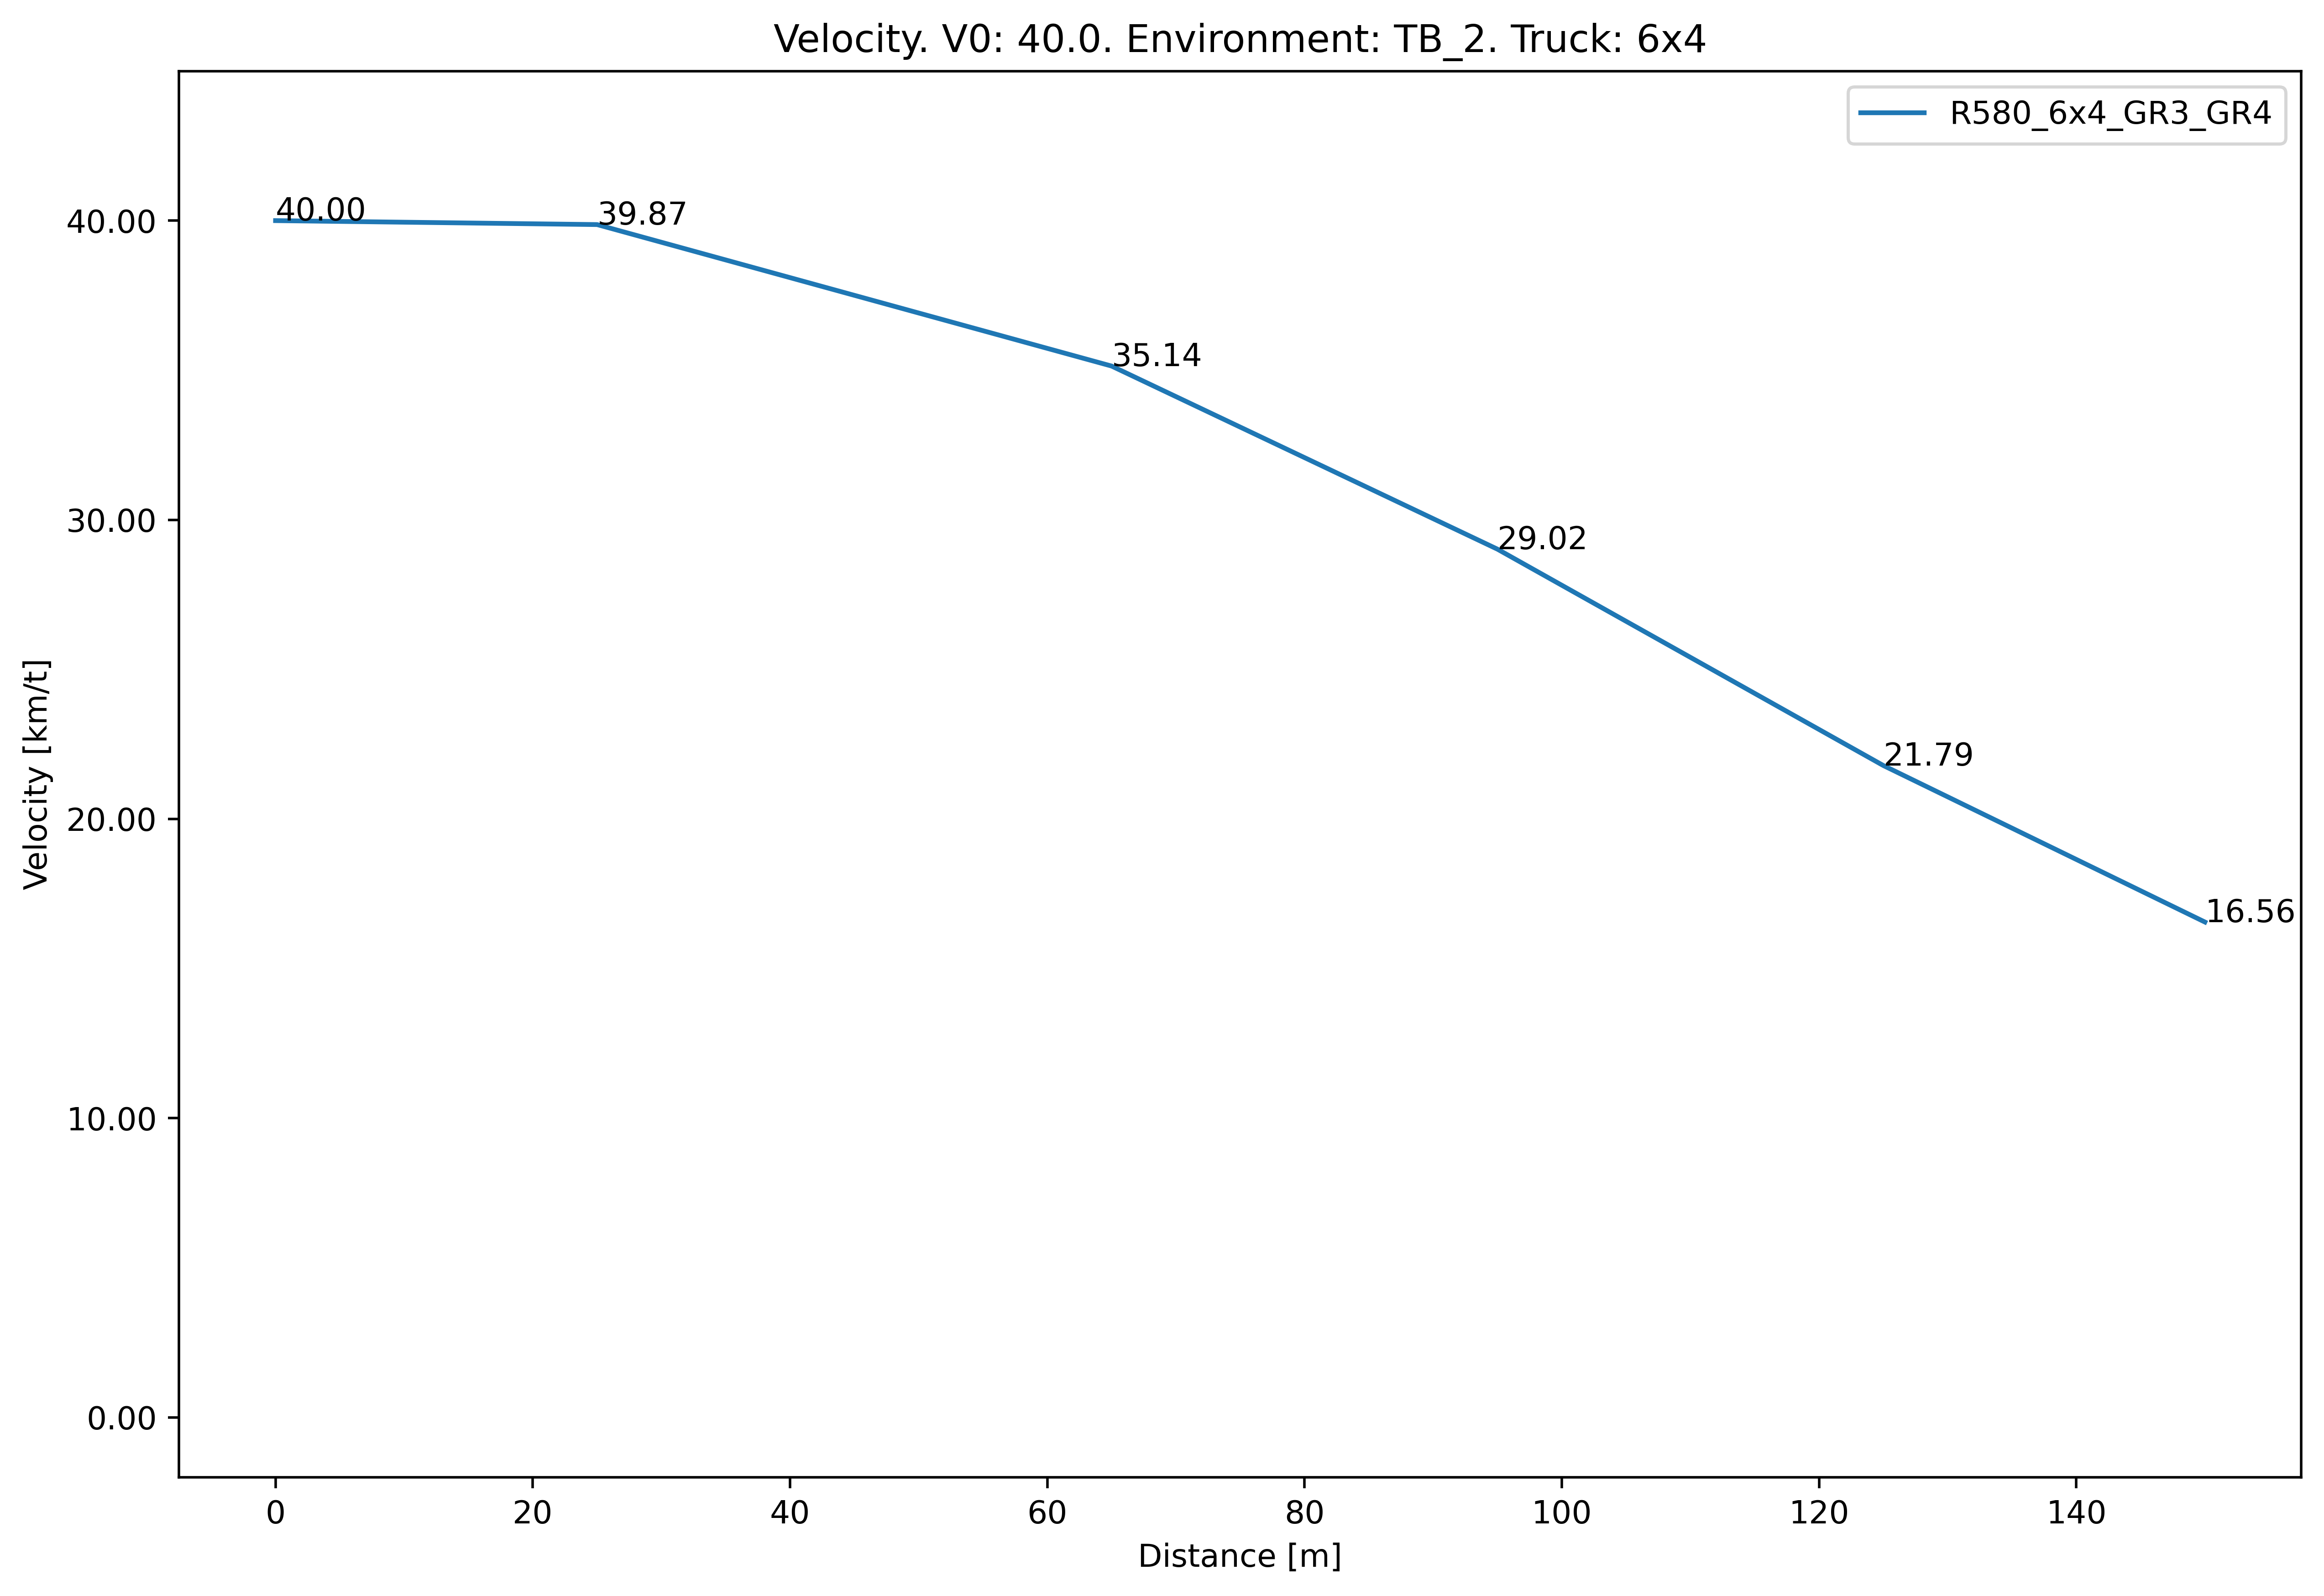 Velocity. V0: 40.0. Environment: TB_2. Truck: 6x4
R580_6x4_GR3_GR4
40.00
39.87
35.14
29.02
21.79
16.56
40.00
30.00
20.00
10.00
0.00
Velocity [km/t]
0 20 40 60 80 100 120 140
Distance [m]